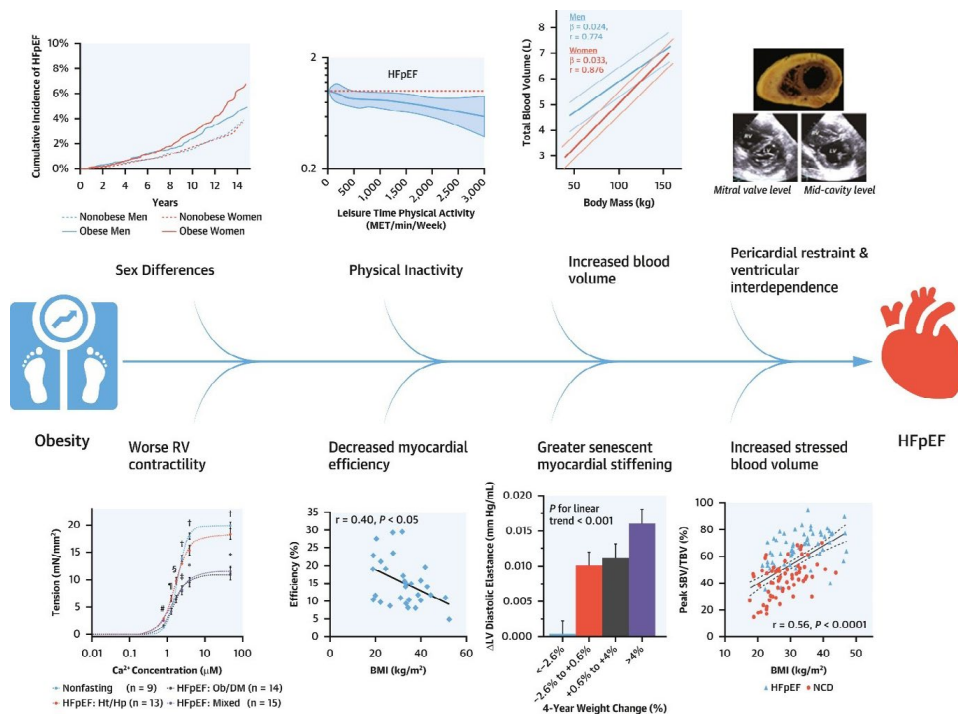 Cumulative Incidence of HFpEF
10%
8%
6%
4%
2%
0%
0 2 4 6 8 10 12 14
Years
Nonobese Men
Nonobese Women
Obese Men
Obese Women
2
HFpEF
0.2
0 500 1,000 1,500 2,000 2,500 3,000
Leisure Time Physical Activity
(MET/min/Week)
Total Blood Volume (L)
8
7
6
5
4
3
Men
β = 0.024,
r = 0.774
Women
β = 0.033,
r = 0.876
50 100 150
Body Mass (kg)
RV
LV
Mitral valve level
Mid-cavity level
Sex Differences
Physical Inactivity
Increased blood
volume
Pericardial restraint &
ventricular
interdependence
Obesity
HFpEF
Worse RV
contractility
Decreased myocardial
efficiency
Greater senescent
myocardial stiffening
Increased stressed
blood volume
Tension (mN/mm²)
20
15
10
5
0
#
¶
§
†
‡
*
†
*
0.01 0.1 1 10 100
Ca²⁺ Concentration (μM)
Nonfasting (n = 9)
HFpEF: Ob/DM (n = 14)
HFpEF: Ht/Hp (n = 13)
HFpEF: Mixed (n = 15)
Efficiency (%)
35
30
25
20
15
10
5
0
r = 0.40, P < 0.05
10 20 30 40 50 60
BMI (kg/m²)
ΔLV Diastolic Elastance (mm Hg/mL)
0.020
0.015
0.010
0.005
0.000
P for linear
trend < 0.001
<-2.6%
-2.6% to +0.6%
+0.6% to +4%
>4%
4-Year Weight Change (%)
Peak SBV/TBV (%)
100
80
60
40
20
0
r = 0.56, P < 0.0001
10 20 30 40 50
BMI (kg/m²)
HFpEF
NCD